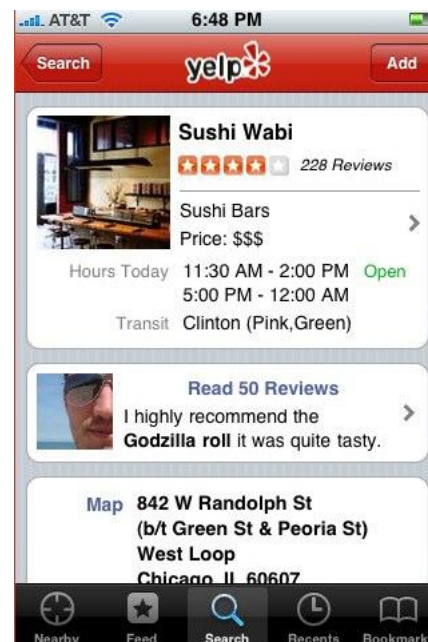 AT&T 6:48 PM
Search yelp Add
Sushi Wabi
228 Reviews
Sushi Bars
Price: $$$
Hours Today 11:30 AM - 2:00 PM Open
5:00 PM - 12:00 AM
Transit Clinton (Pink,Green)
Read 50 Reviews
I highly recommend the
Godzilla roll it was quite tasty.
Map 842 W Randolph St
(b/t Green St & Peoria St)
West Loop
Chicago, IL 60607
Nearby Feed Search Recents Bookmark